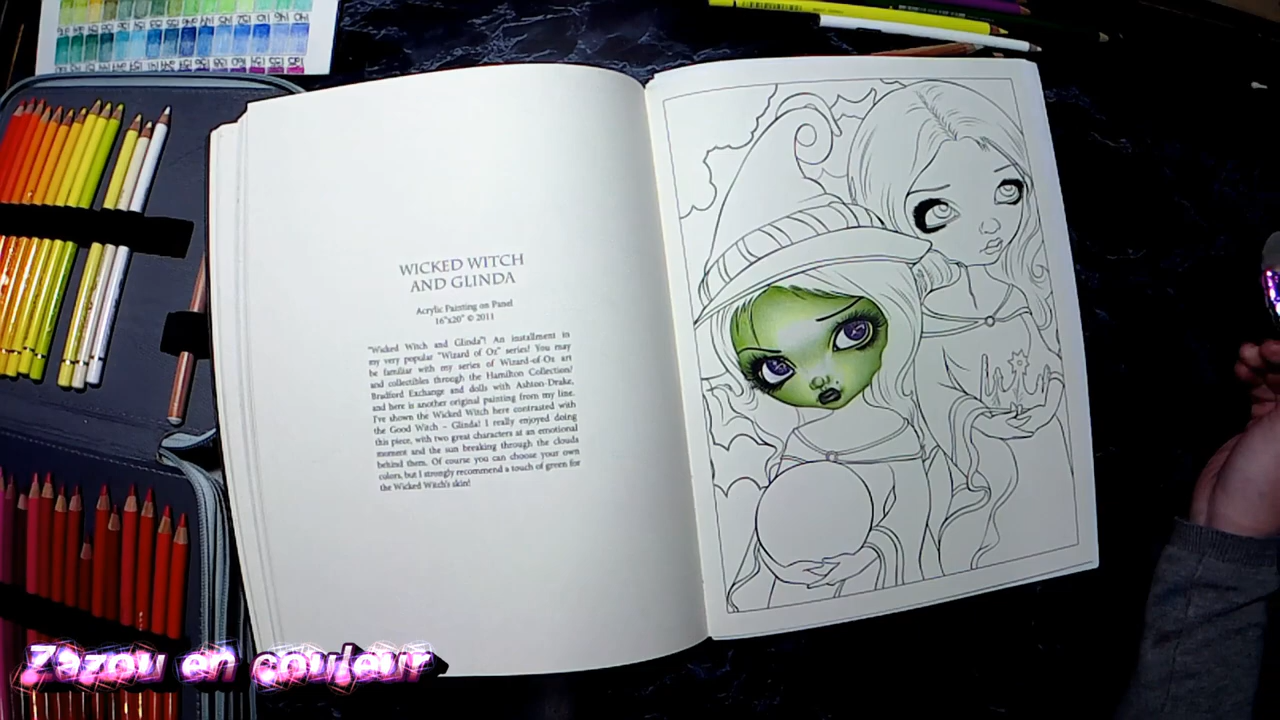 WICKED WITCH
AND GLINDA
Acrylic Painting on Panel
16"x20" © 2011
"Wicked Witch and Glinda"! An installment in
my very popular "Wizard of Oz" series! You may
be familiar with my series of Wizard-of-Oz art
and collectibles through the Hamilton Collection/
Bradford Exchange and dolls with Ashton-Drake,
and here is another original painting from my line.
I've shown the Wicked Witch here contrasted with
the Good Witch – Glinda! I really enjoyed doing
this piece, with two great characters at an emotional
moment and the sun breaking through the clouds
behind them. Of course you can choose your own
colors, but I strongly recommend a touch of green for
the Wicked Witch's skin!
Zazou en couleur